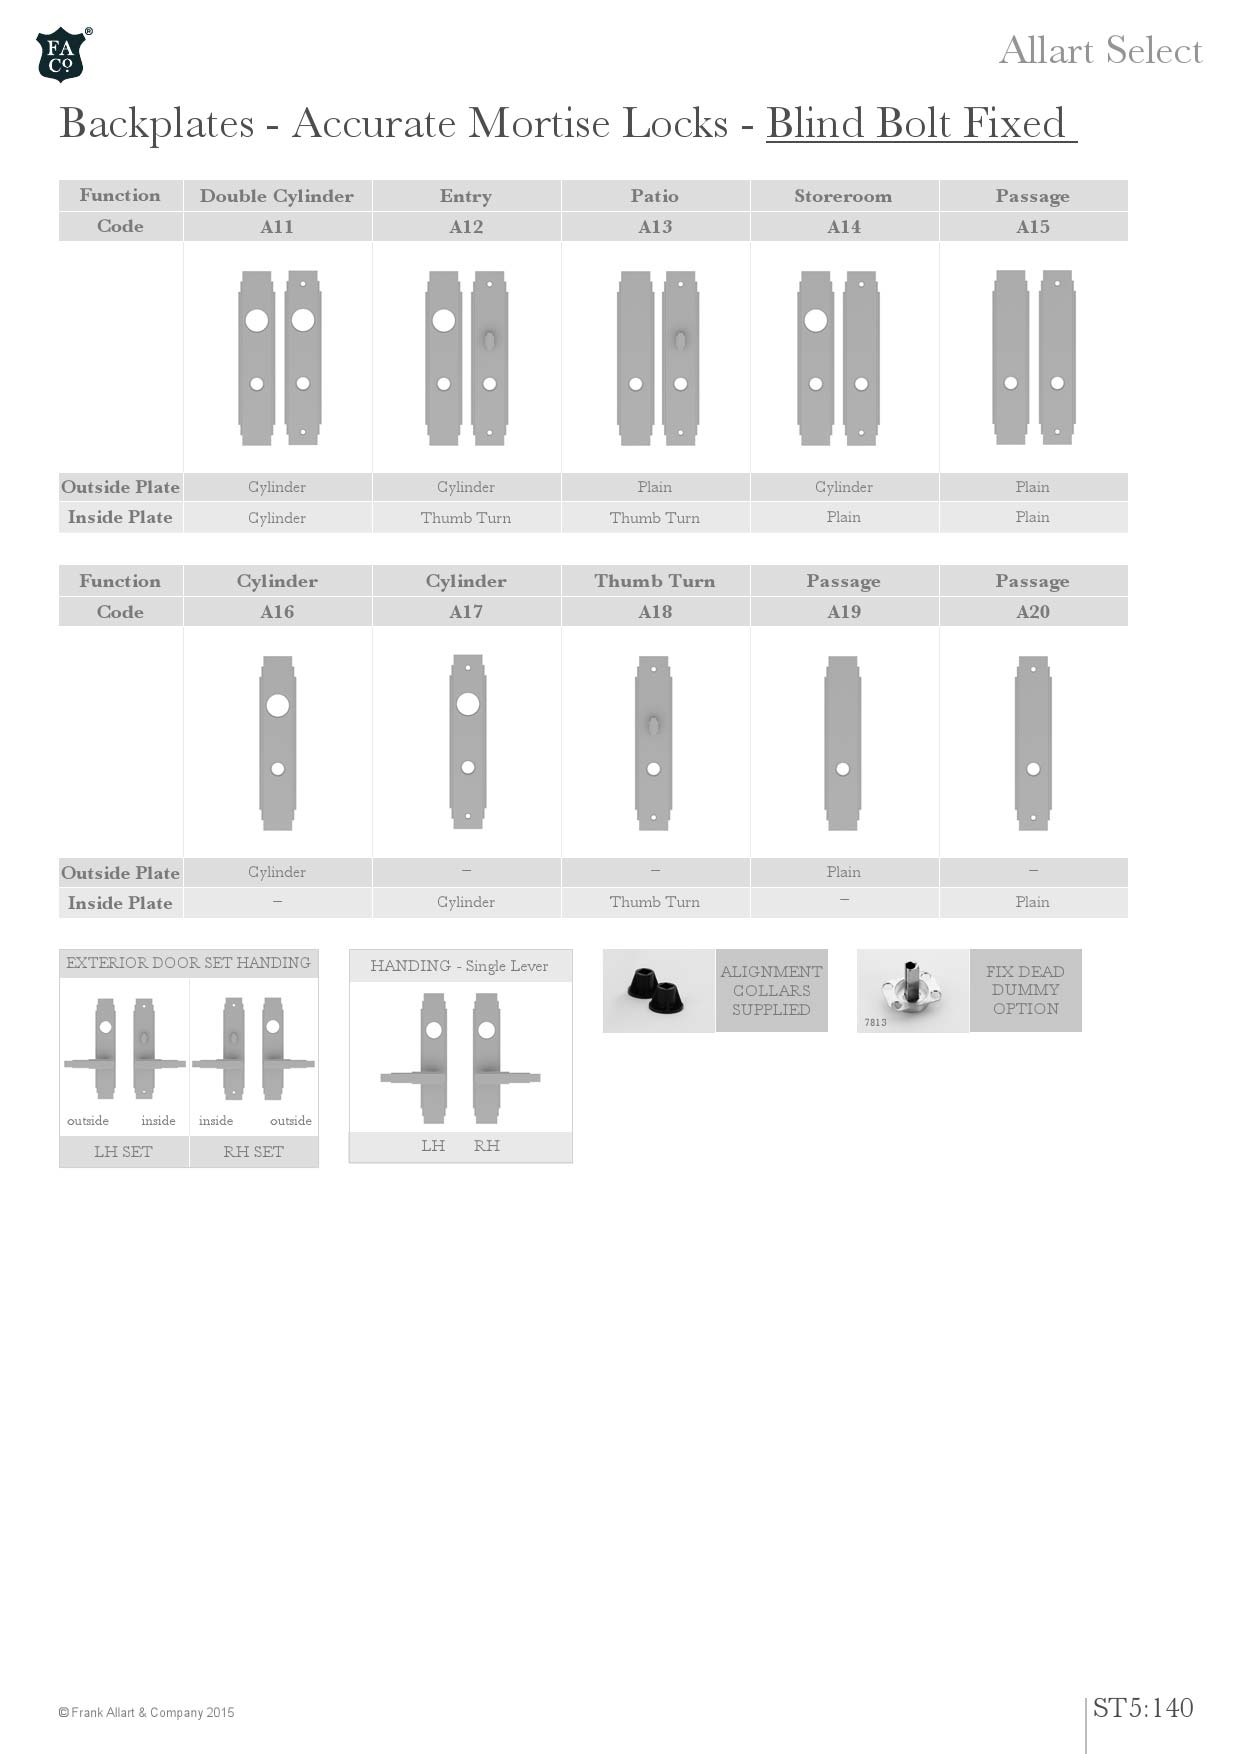 FA
Co.
®
Allart Select
Backplates - Accurate Mortise Locks - Blind Bolt Fixed
Function Double Cylinder Entry Patio Storeroom Passage
Code A11 A12 A13 A14 A15
Outside Plate Cylinder Cylinder Plain Cylinder Plain
Inside Plate Cylinder Thumb Turn Thumb Turn Plain Plain
Function Cylinder Cylinder Thumb Turn Passage Passage
Code A16 A17 A18 A19 A20
Outside Plate Cylinder – – Plain –
Inside Plate – Cylinder Thumb Turn – Plain
EXTERIOR DOOR SET HANDING
outside inside inside outside
LH SET RH SET
HANDING - Single Lever
LH RH
ALIGNMENT
COLLARS
SUPPLIED
7813
FIX DEAD
DUMMY
OPTION
© Frank Allart & Company 2015
ST5:140